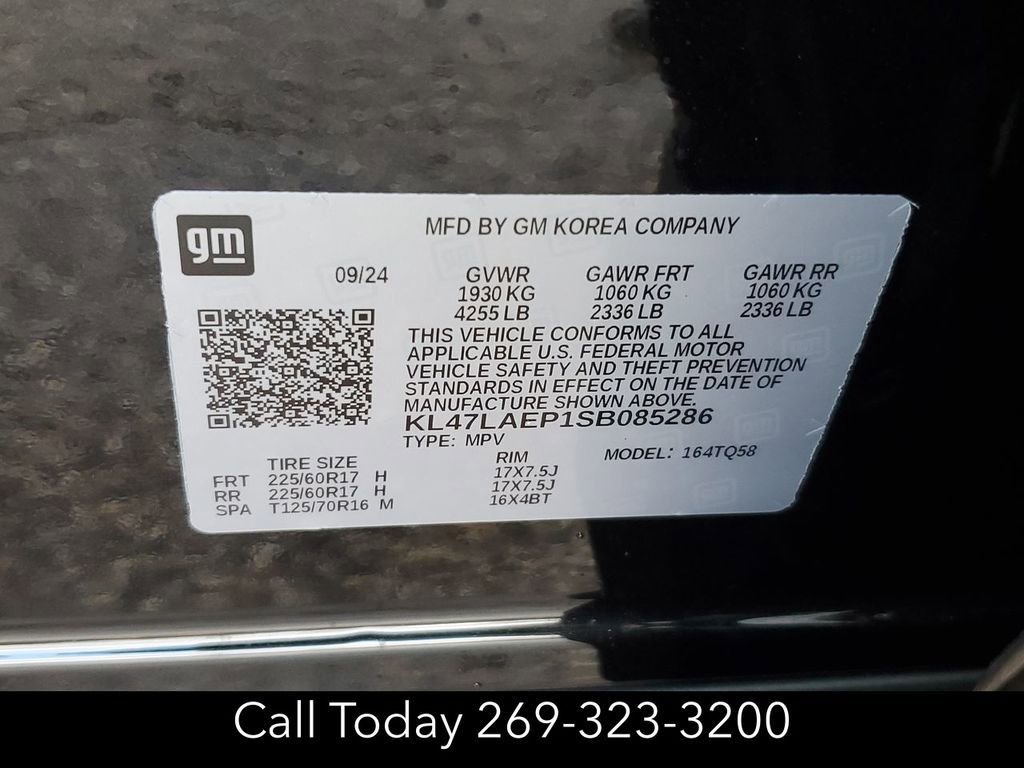 gm
MFD BY GM KOREA COMPANY
09/24 GVWR GAWR FRT GAWR RR
1930 KG 1060 KG 1060 KG
4255 LB 2336 LB 2336 LB
THIS VEHICLE CONFORMS TO ALL
APPLICABLE U.S. FEDERAL MOTOR
VEHICLE SAFETY AND THEFT PREVENTION
STANDARDS IN EFFECT ON THE DATE OF
MANUFACTURE SHOWN ABOVE.
KL47LAEP1SB085286
TYPE: MPV MODEL: 164TQ58
TIRE SIZE RIM
FRT 225/60R17 H 17X7.5J
RR 225/60R17 H 17X7.5J
SPA T125/70R16 M 16X4BT
Call Today 269-323-3200